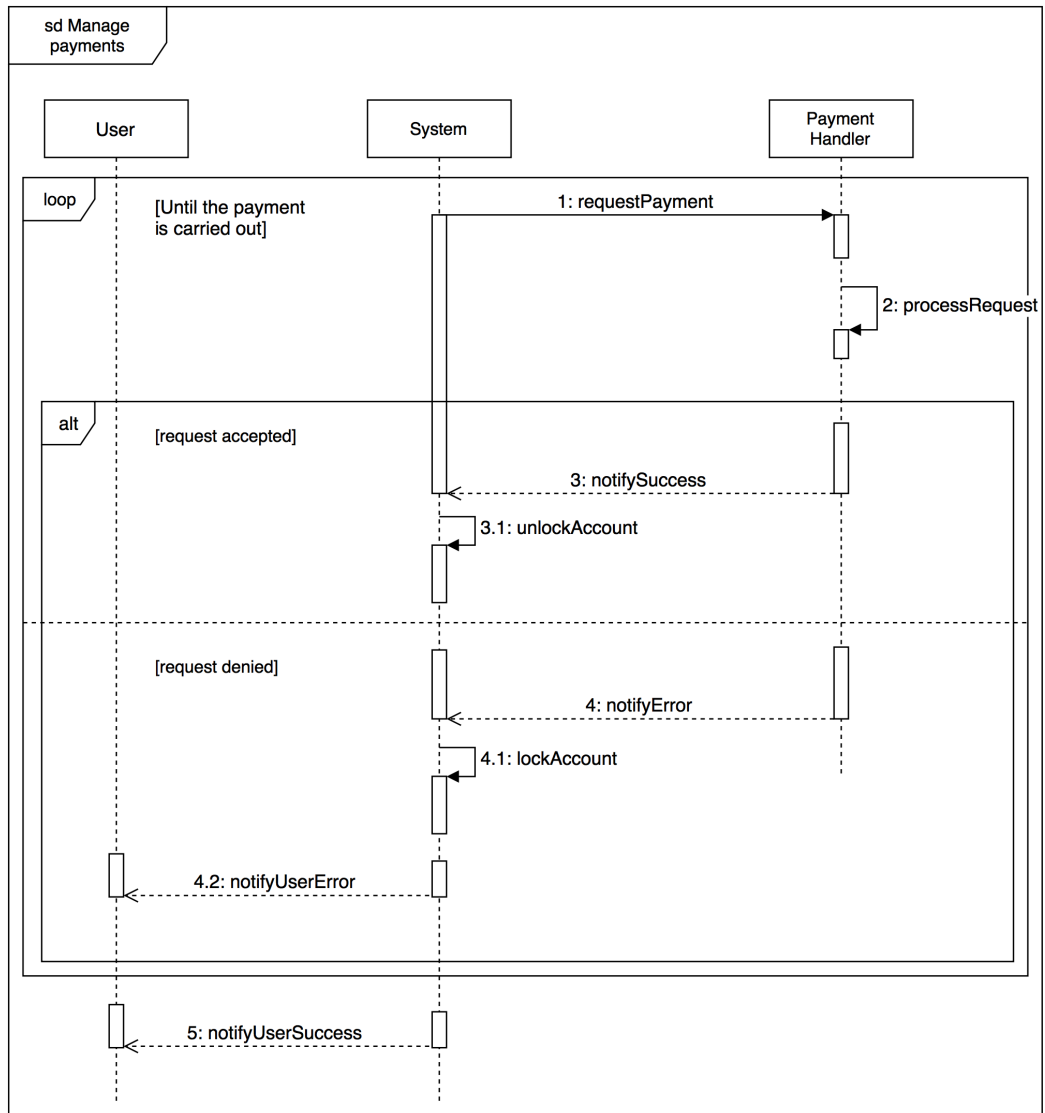 sd Manage
payments
User
System
Payment
Handler
loop
[Until the payment
is carried out]
1: requestPayment
2: processRequest
alt
[request accepted]
3: notifySuccess
3.1: unlockAccount
[request denied]
4: notifyError
4.1: lockAccount
4.2: notifyUserError
5: notifyUserSuccess